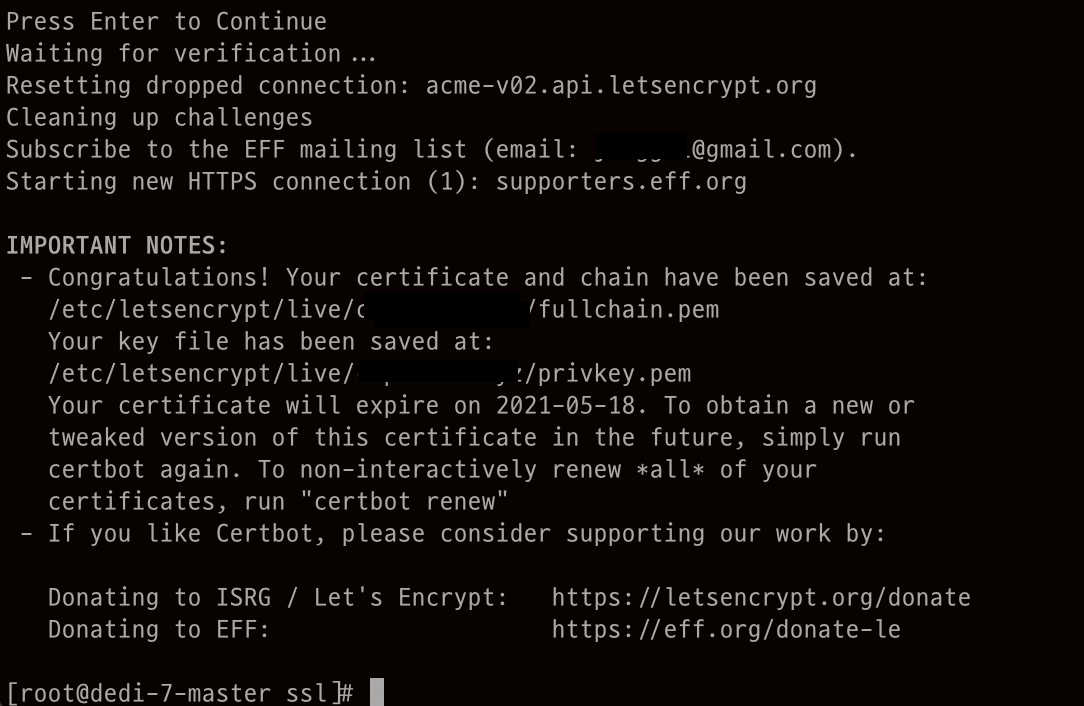 Press Enter to Continue
Waiting for verification...
Resetting dropped connection: acme-v02.api.letsencrypt.org
Cleaning up challenges
Subscribe to the EFF mailing list (email: @gmail.com).
Starting new HTTPS connection (1): supporters.eff.org
IMPORTANT NOTES:
- Congratulations! Your certificate and chain have been saved at:
/etc/letsencrypt/live/c /fullchain.pem
Your key file has been saved at:
/etc/letsencrypt/live/ /privkey.pem
Your certificate will expire on 2021-05-18. To obtain a new or
tweaked version of this certificate in the future, simply run
certbot again. To non-interactively renew *all* of your
certificates, run "certbot renew"
- If you like Certbot, please consider supporting our work by:
Donating to ISRG / Let's Encrypt: https://letsencrypt.org/donate
Donating to EFF: https://eff.org/donate-le
[root@dedi-7-master ssl]#